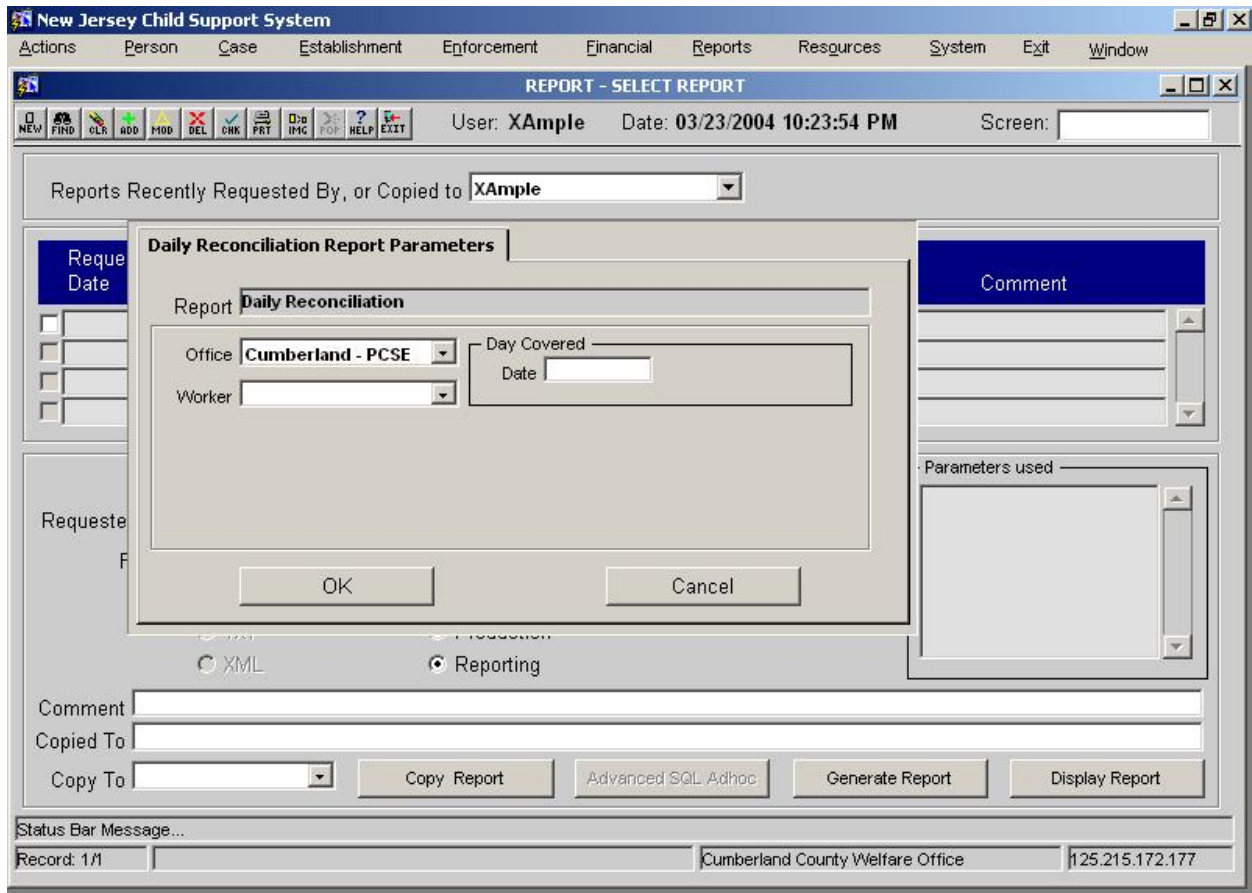 New Jersey Child Support System
Actions Person Case Establishment Enforcement Financial Reports Resources System Exit Window
REPORT - SELECT REPORT
NEW FIND CLR ADD MOD DEL CHK PRT IMG POP HELP EXIT User: XAmple Date: 03/23/2004 10:23:54 PM Screen:
Reports Recently Requested By, or Copied to XAmple
Daily Reconciliation Report Parameters
Reque
Date
Comment
Report Daily Reconciliation
Office Cumberland - PCSE
Day Covered
Date
Worker
Parameters used
Requeste
F
OK Cancel
Production
XML Reporting
Comment
Copied To
Copy To Copy Report Advanced SQL Adhoc Generate Report Display Report
Status Bar Message...
Record: 1/1 Cumberland County Welfare Office 125.215.172.177